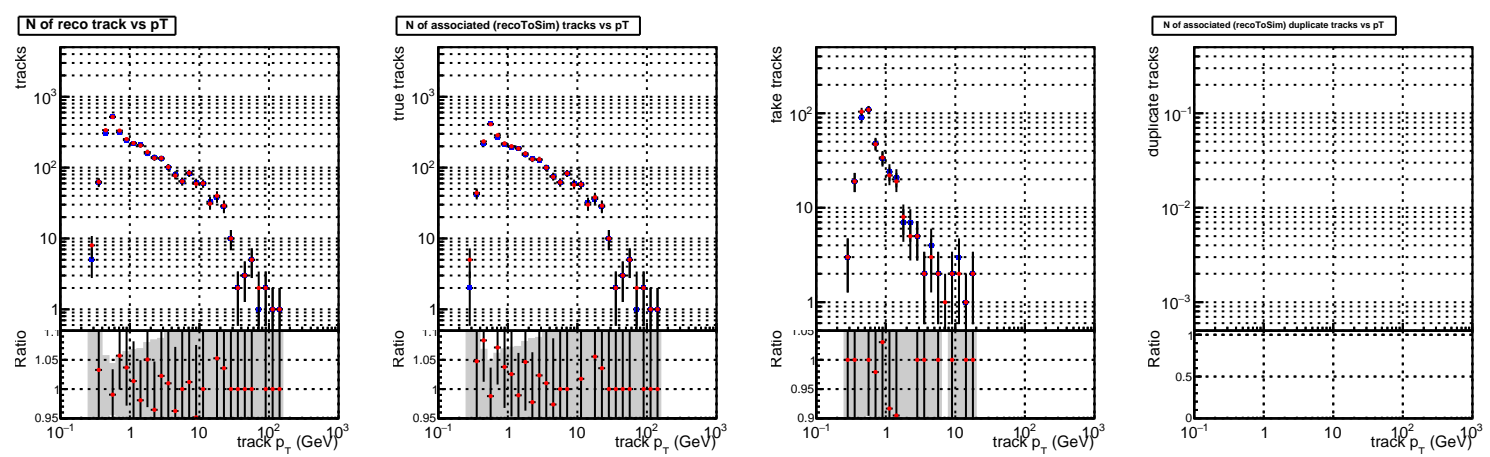 N of reco track vs pT
tracks
10³
10²
10
1
Ratio
1.1
1.05
1
0.95
10⁻¹ 1 10 10² 10³
track p_T (GeV)
N of associated (recoToSim) tracks vs pT
true tracks
10³
10²
10
1
Ratio
1.1
1.05
1
0.95
10⁻¹ 1 10 10² 10³
track p_T (GeV)
fake tracks
10²
10
1
Ratio
1.05
1
0.95
0.9
10⁻¹ 1 10 10² 10³
track p_T (GeV)
N of associated (recoToSim) duplicate tracks vs pT
duplicate tracks
10⁻¹
10⁻²
10⁻³
Ratio
1
0.5
0
10⁻¹ 1 10 10² 10³
track p_T (GeV)